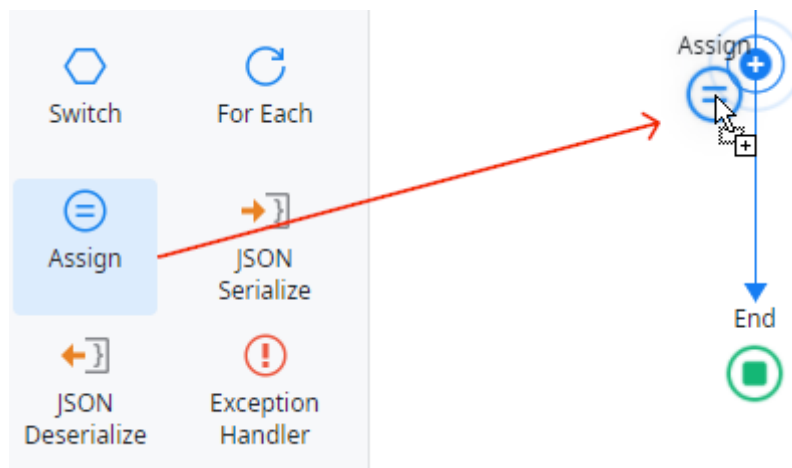 Switch
For Each
Assign
JSON
Serialize
JSON
Deserialize
Exception
Handler
Assign
End